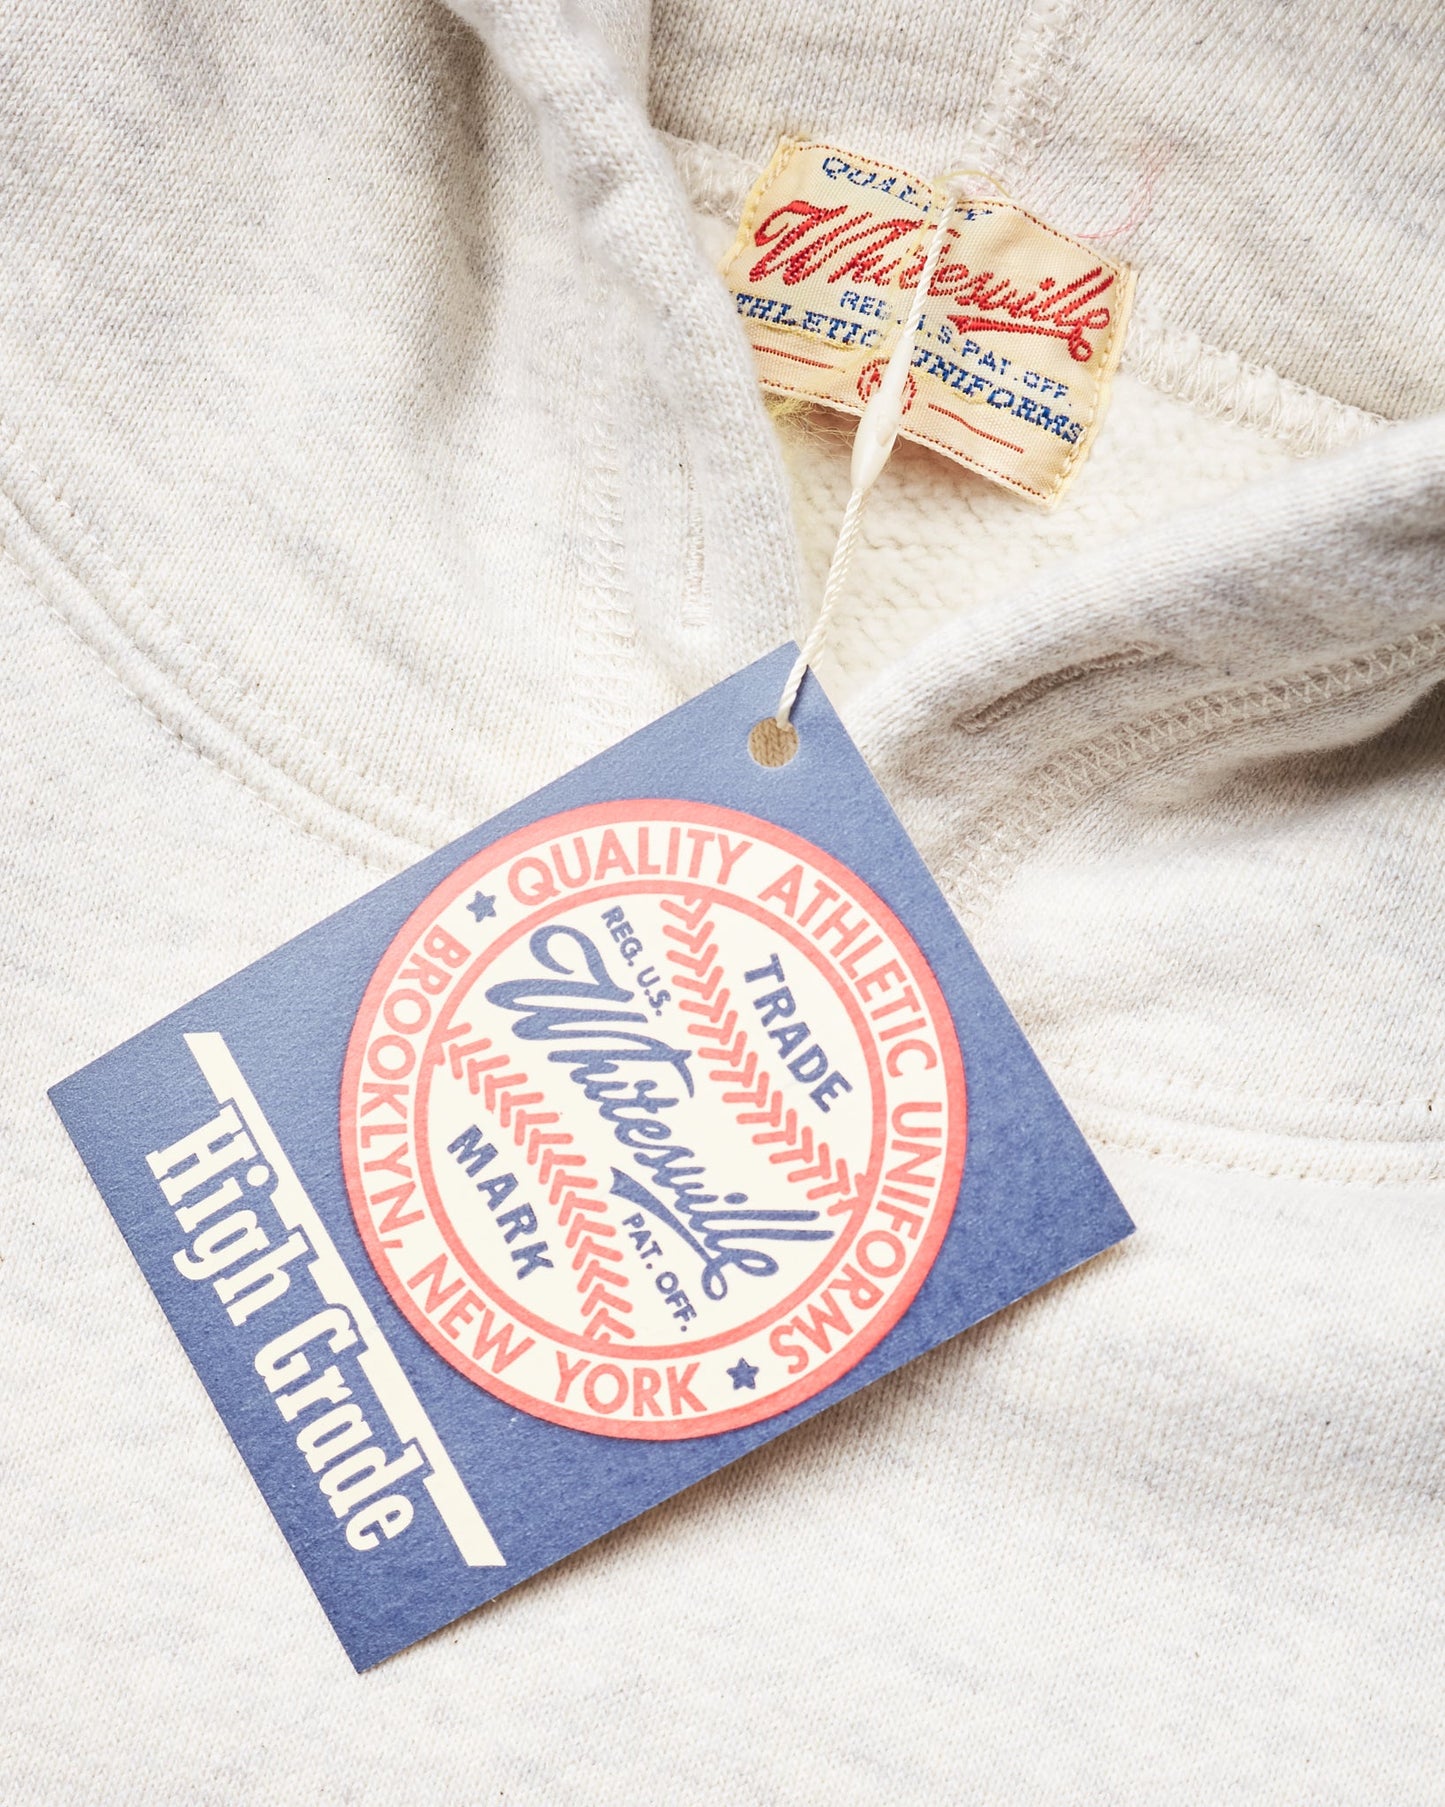 QUALITY
Whitesville
REG. U.S. PAT. OFF.
ATHLETIC UNIFORMS
M
QUALITY ATHLETIC UNIFORMS
TRADE
REG. U.S.
Whitesville
PAT. OFF.
MARK
BROOKLYN, NEW YORK
High Grade